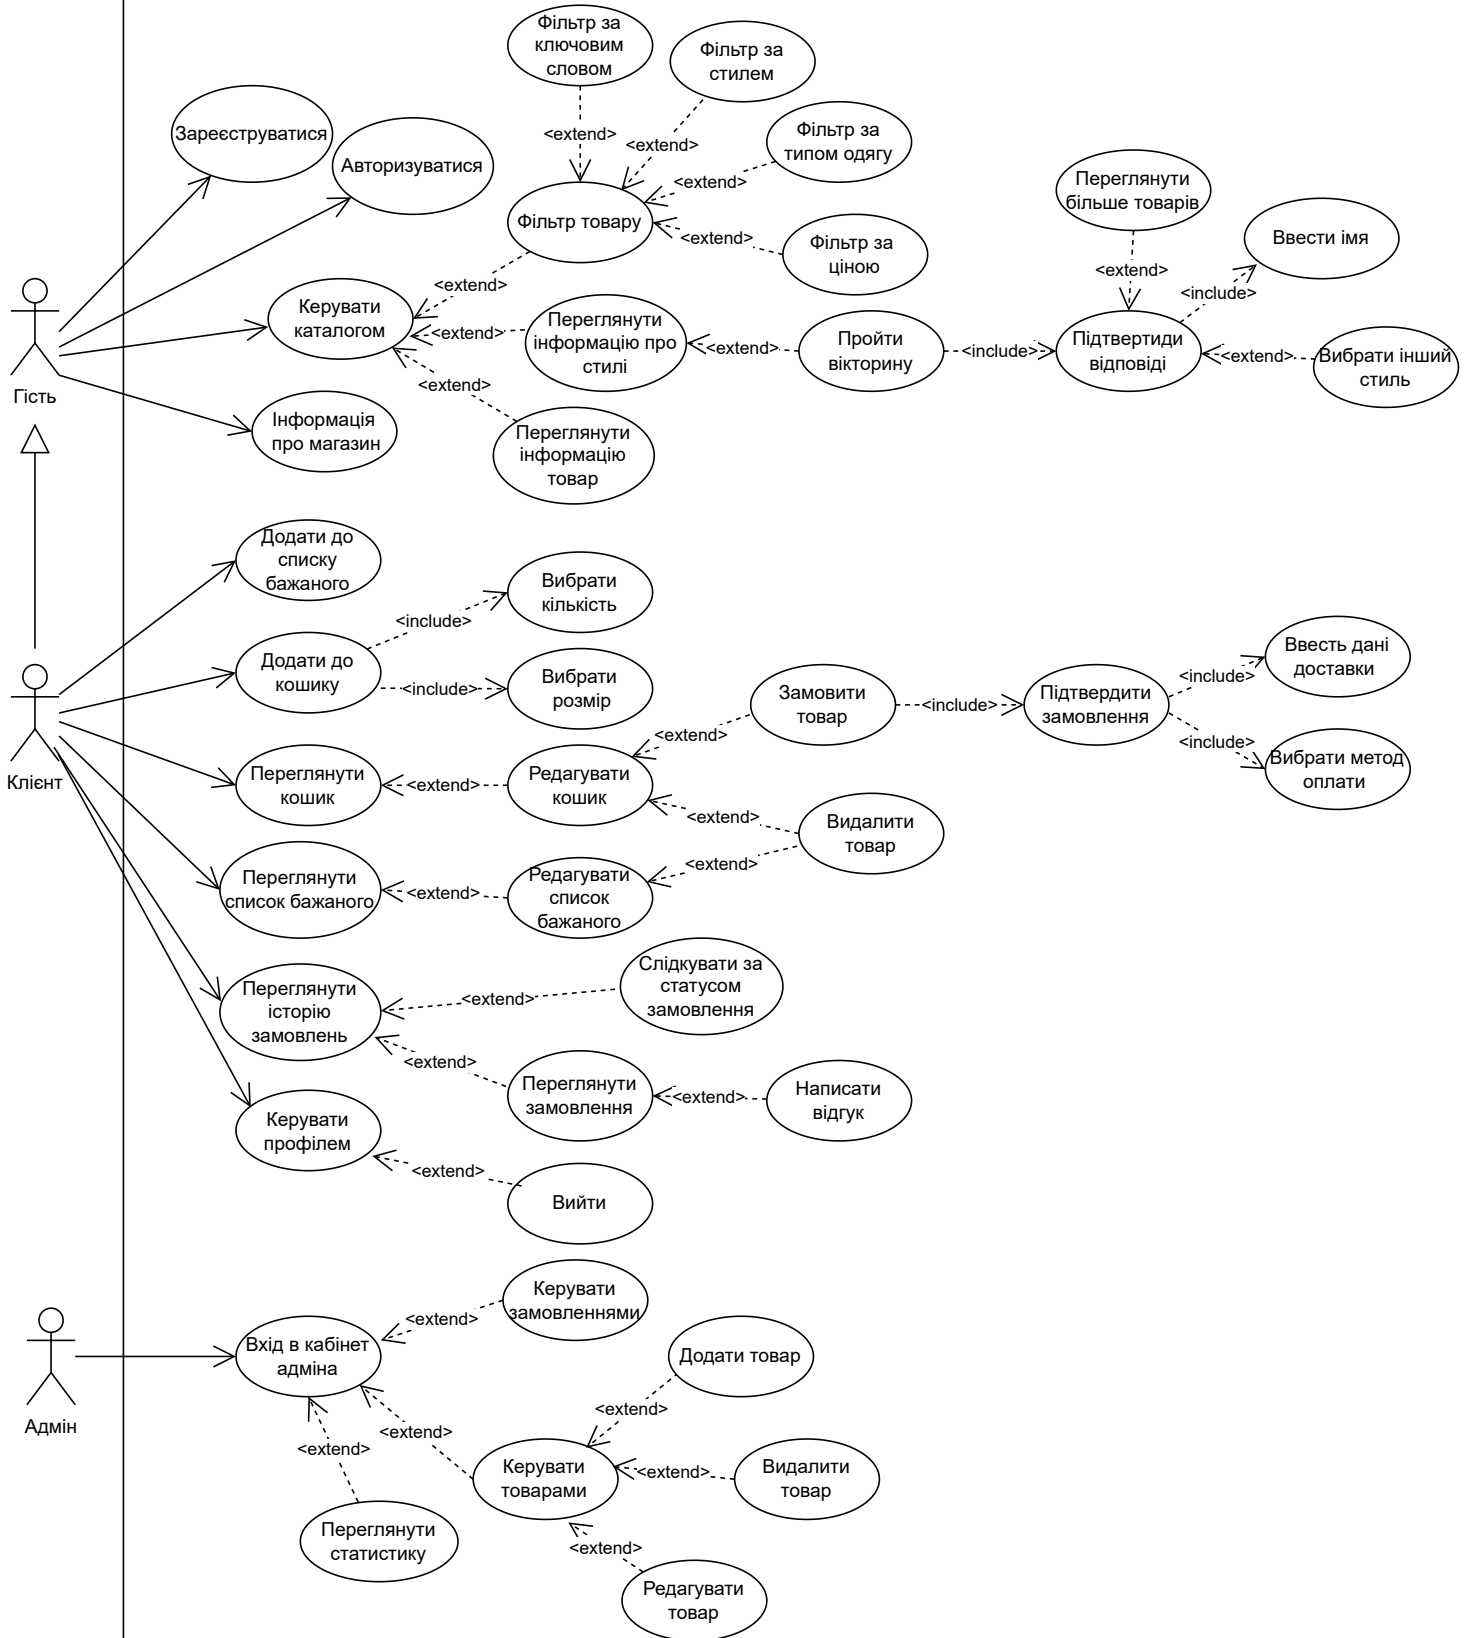 Фільтр за
ключовим
словом
Фільтр за
стилем
Зареєструватися
Авторизуватися
<extend>
<extend>
Фільтр за
типом одягу
<extend>
Фільтр товару
<extend>
Фільтр за
ціною
Переглянути
більше товарів
Ввести імя
<extend>
<include>
Гість
Керувати
каталогом
<extend>
<extend>
Переглянути
інформацію про
стилі
<extend>
Пройти
вікторину
<include>
Підтвертиди
відповіді
<extend>
Вибрати інший
стиль
<extend>
Інформація
про магазин
Переглянути
інформацію
товар
Додати до
списку
бажаного
Вибрати
кількість
<include>
Додати до
кошику
<include>
Вибрати
розмір
Клієнт
Замовити
товар
<include>
Підтвердити
замовлення
<include>
Ввесть дані
доставки
<include>
Вибрати метод
оплати
<extend>
Переглянути
кошик
<extend>
Редагувати
кошик
<extend>
Видалити
товар
<extend>
Переглянути
список бажаного
<extend>
Редагувати
список
бажаного
Слідкувати за
статусом
замовлення
<extend>
Переглянути
історію
замовлень
<extend>
Переглянути
замовлення
<extend>
Написати
відгук
Керувати
профілем
<extend>
Вийти
Керувати
замовленнями
<extend>
Адмін
Вхід в кабінет
адміна
Додати товар
<extend>
<extend>
<extend>
Керувати
товарами
<extend>
Видалити
товар
Переглянути
статистику
<extend>
Редагувати
товар